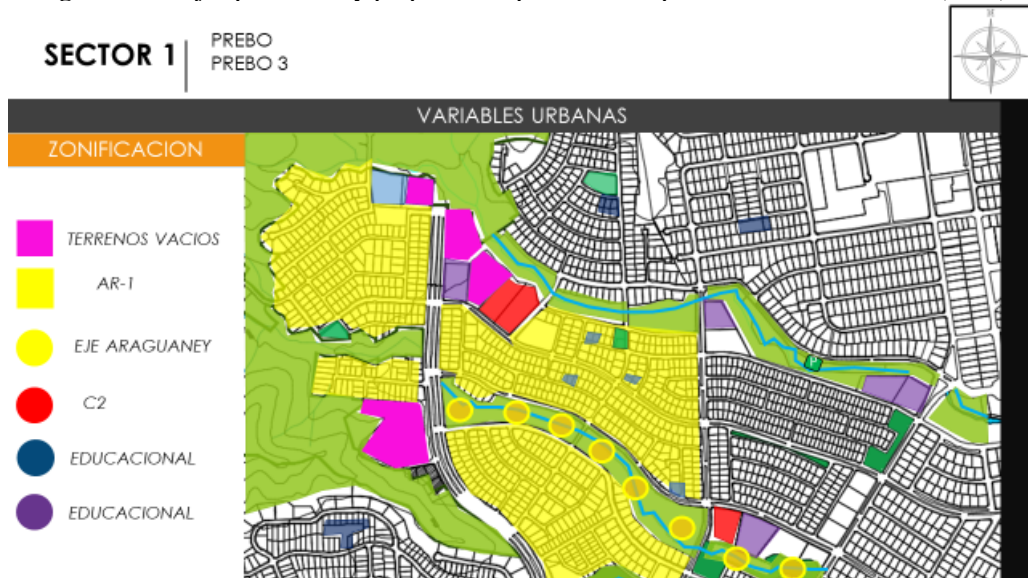 SECTOR 1
PREBO
PREBO 3
N
VARIABLES URBANAS
ZONIFICACION
TERRENOS VACIOS
AR-1
EJE ARAGUANEY
C2
EDUCACIONAL
EDUCACIONAL